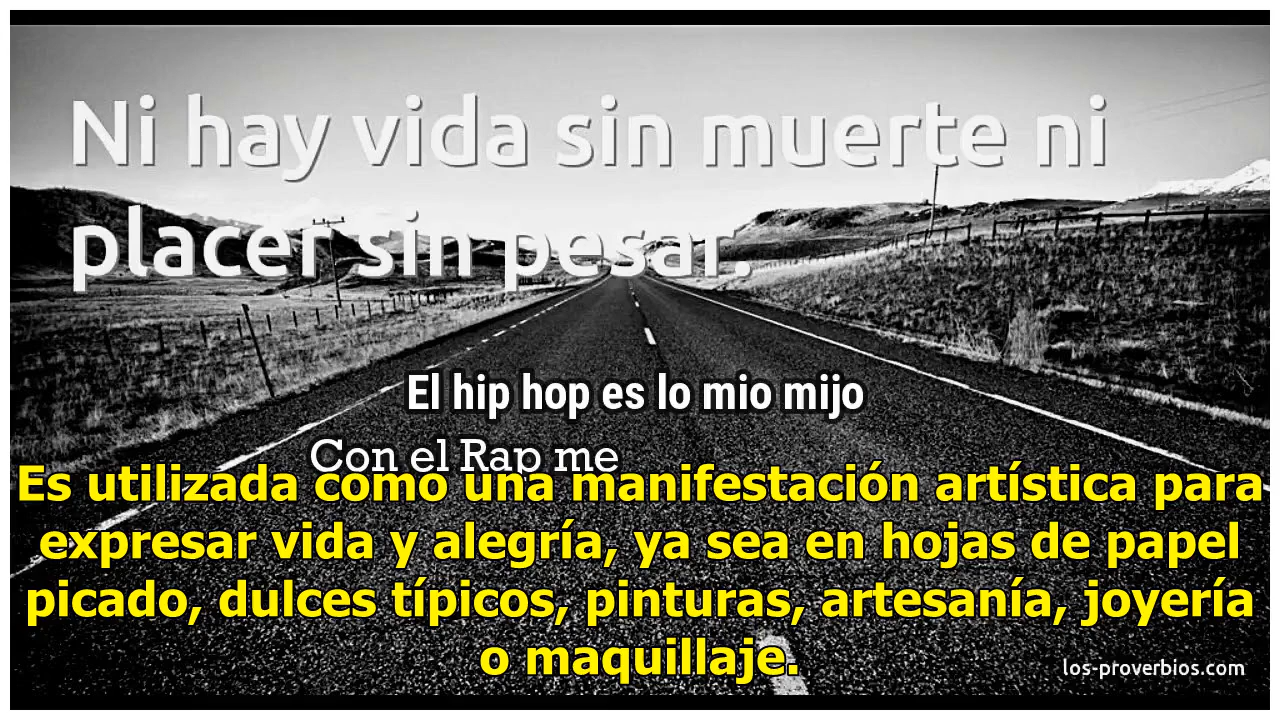 Ni hay vida sin muerte ni
placer sin pesar.
El hip hop es lo mio mijo
Con el Rap me
Es utilizada como una manifestación artística para
expresar vida y alegría, ya sea en hojas de papel
picado, dulces típicos, pinturas, artesanía, joyería
o maquillaje.
los-proverbios.com